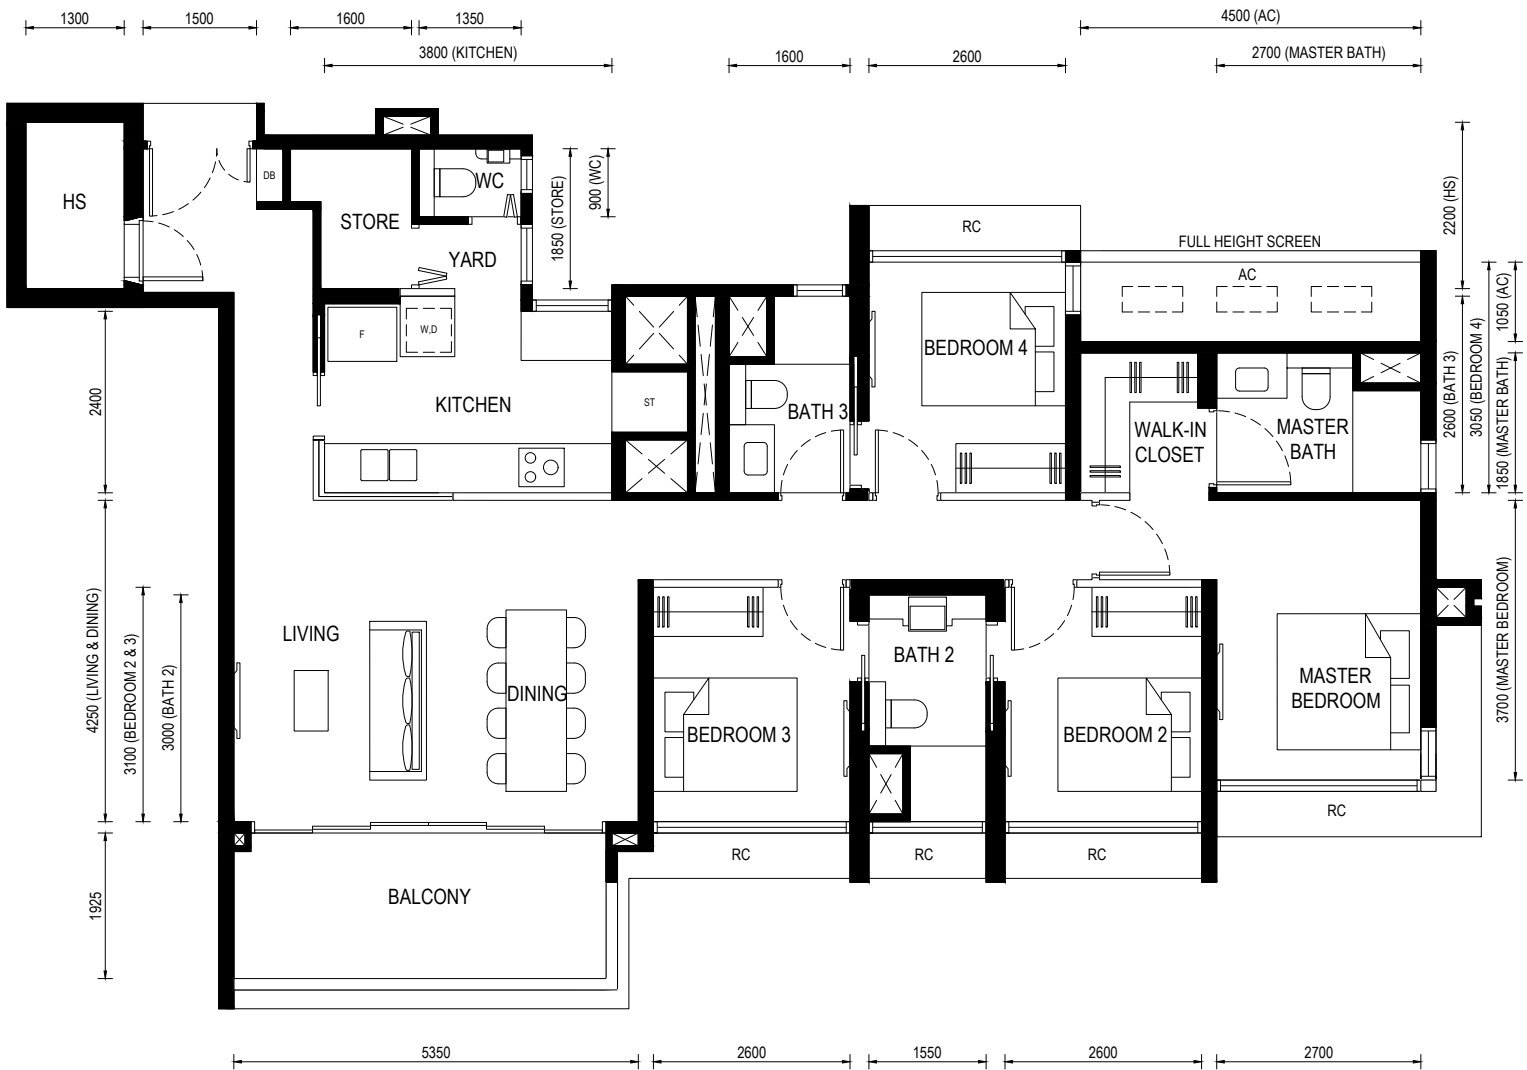 1300
1500
1600
1350
4500 (AC)
3800 (KITCHEN)
1600
2600
2700 (MASTER BATH)
HS
DB
STORE
WC
YARD
1850 (STORE)
900 (WC)
RC
FULL HEIGHT SCREEN
AC
2200 (HS)
1050 (AC)
F
W,D
KITCHEN
ST
BATH 3
BEDROOM 4
WALK-IN
CLOSET
MASTER
BATH
2600 (BATH 3)
3050 (BEDROOM 4)
1850 (MASTER BATH)
2400
4250 (LIVING & DINING)
3100 (BEDROOM 2 & 3)
3000 (BATH 2)
LIVING
DINING
BEDROOM 3
BATH 2
BEDROOM 2
MASTER
BEDROOM
3700 (MASTER BEDROOM)
RC
RC
RC
RC
BALCONY
1925
5350
2600
1550
2600
2700